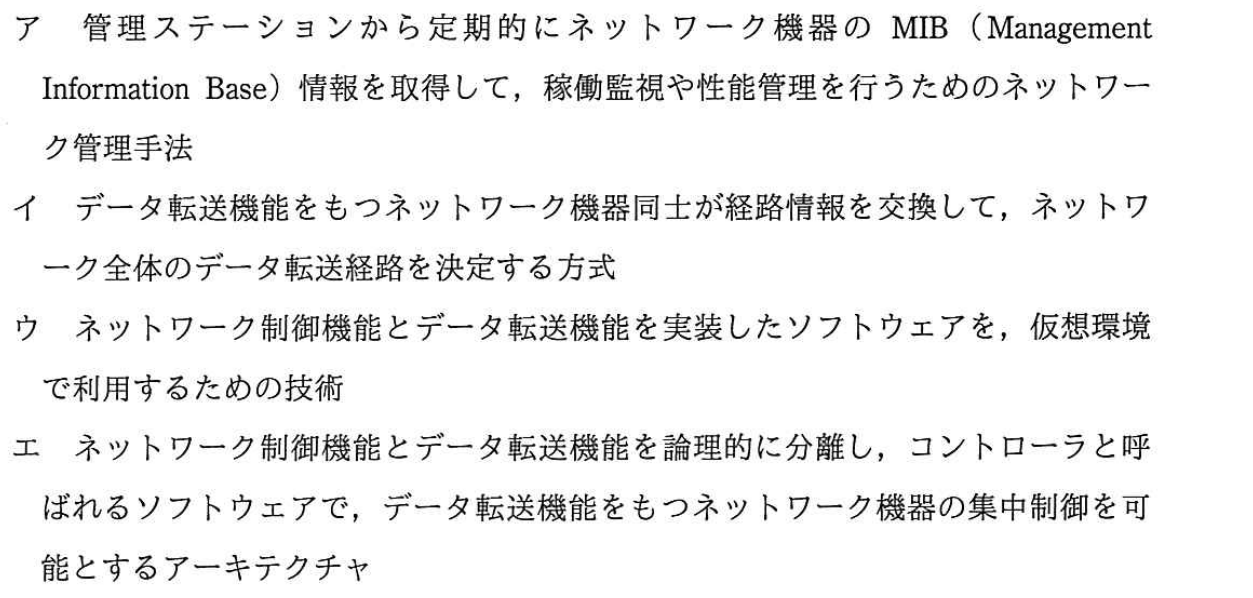 ア　管理ステーションから定期的にネットワーク機器の MIB（Management
Information Base）情報を取得して，稼働監視や性能管理を行うためのネットワー
ク管理手法
イ　データ転送機能をもつネットワーク機器同士が経路情報を交換して，ネットワ
ーク全体のデータ転送経路を決定する方式
ウ　ネットワーク制御機能とデータ転送機能を実装したソフトウェアを，仮想環境
で利用するための技術
エ　ネットワーク制御機能とデータ転送機能を論理的に分離し，コントローラと呼
ばれるソフトウェアで，データ転送機能をもつネットワーク機器の集中制御を可
能とするアーキテクチャ